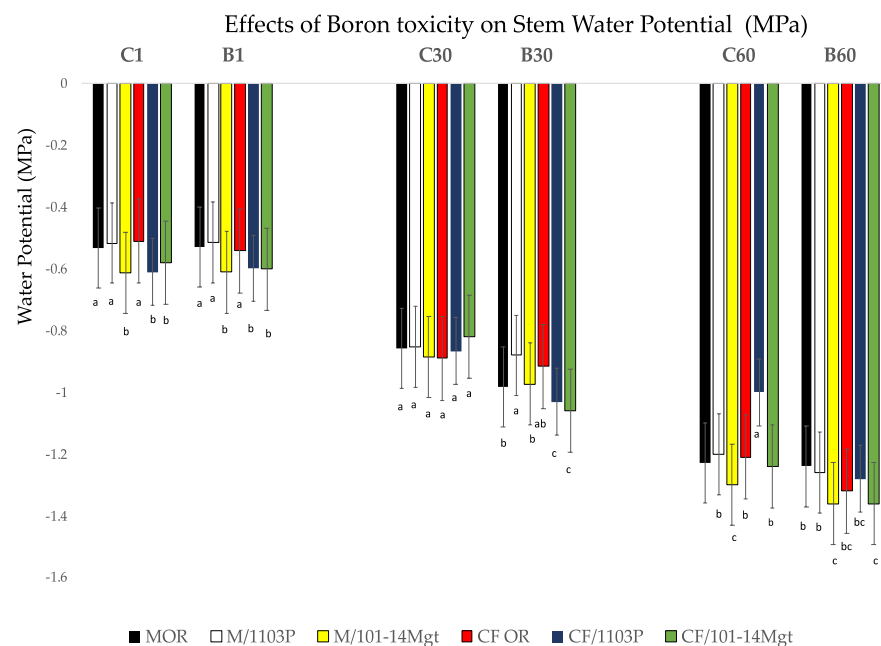 Effects of Boron toxicity on Stem Water Potential (MPa)
C1 B1 C30 B30 C60 B60
Water Potential (MPa)
0
-0.2
-0.4
-0.6
-0.8
-1
-1.2
-1.4
-1.6
a a b a b b
a a b a b b
a a a a a a
b a b ab c c
b c b a b
b b c bc bc c
MOR M/1103P M/101-14Mgt CF OR CF/1103P CF/101-14Mgt